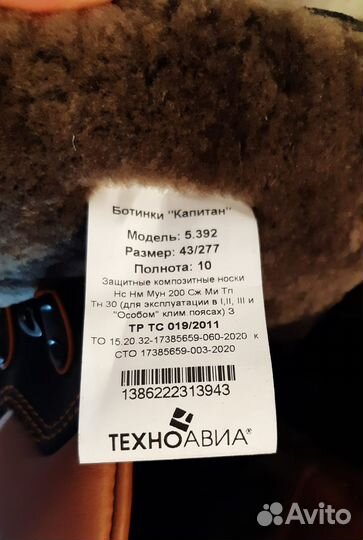 Ботинки "Капитан"
Модель: 5.392
Размер: 43/277
Полнота: 10
Защитные композитные носки
Нс Нм Мун 200 Сж Ми Тп
Тн 30 (для эксплуатации в I,II, III и
"Особом" клим.поясах) З
ТР ТС 019/2011
ТО 15.20.32-17385659-060-2020 к
СТО 17385659-003-2020
1386222313943
ТЕХНОАВИА
Avito